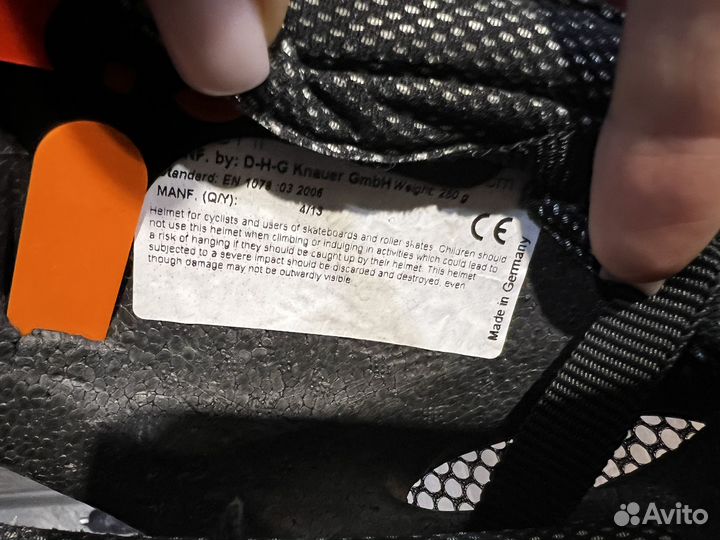 by: D-H-G Knauer GmbH Weight: 280 g
Standard: EN 1078 :03 2006
MANF. (Q/Y): 4/13
Helmet for cyclists and users of skateboards and roller skates. Children should
not use this helmet when climbing or indulging in activities which could lead to
a risk of hanging if they should be caught up by their helmet. This helmet
subjected to a severe impact should be discarded and destroyed, even
though damage may not be outwardly visible.
CE
Made in Germany
Avito